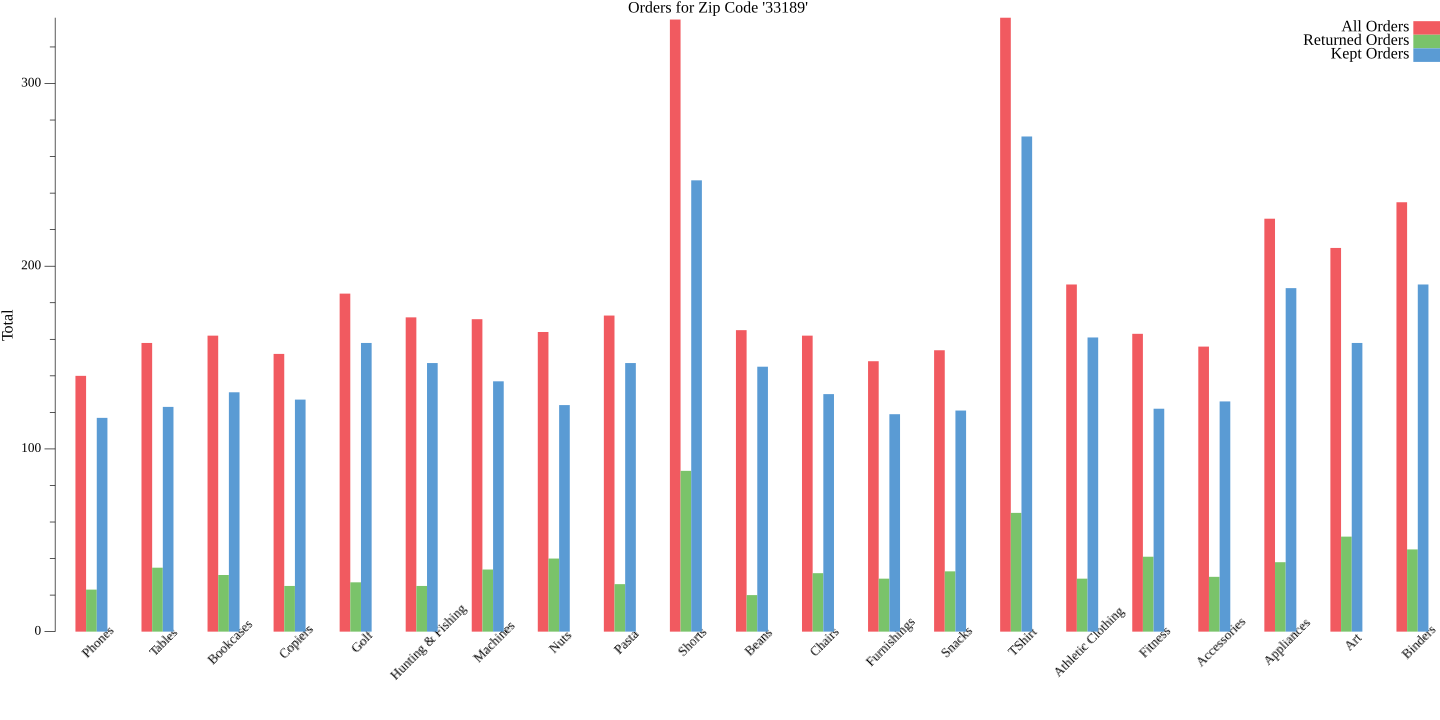 Orders for Zip Code '33189'
All Orders
Returned Orders
Kept Orders
300
200
100
0
Total
Phones
Tables
Bookcases
Copiers
Golf
Hunting & Fishing
Machines
Nuts
Pasta
Shorts
Beans
Chairs
Furnishings
Snacks
TShirt
Athletic Clothing
Fitness
Accessories
Appliances
Art
Binders